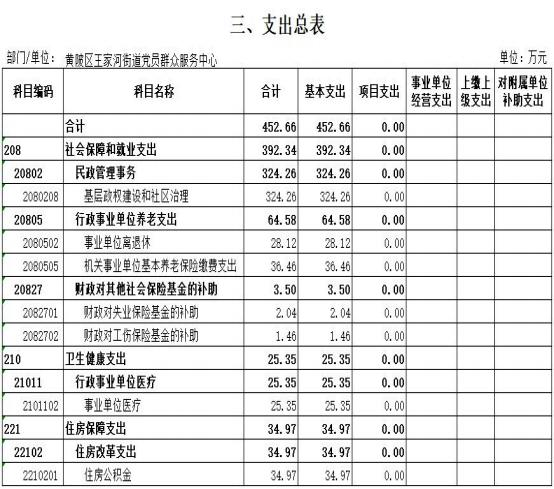 三、支出总表
部门/单位: 黄陂区王家河街道党员群众服务中心 单位：万元
科目编码 科目名称 合计 基本支出 项目支出 事业单位经营支出 上缴上级支出 对附属单位补助支出
合计 452.66 452.66 0.00
208 社会保障和就业支出 392.34 392.34 0.00
20802 民政管理事务 324.26 324.26 0.00
2080208 基层政权建设和社区治理 324.26 324.26 0.00
20805 行政事业单位养老支出 64.58 64.58 0.00
2080502 事业单位离退休 28.12 28.12 0.00
2080505 机关事业单位基本养老保险缴费支出 36.46 36.46 0.00
20827 财政对其他社会保险基金的补助 3.50 3.50 0.00
2082701 财政对失业保险基金的补助 2.04 2.04 0.00
2082702 财政对工伤保险基金的补助 1.46 1.46 0.00
210 卫生健康支出 25.35 25.35 0.00
21011 行政事业单位医疗 25.35 25.35 0.00
2101102 事业单位医疗 25.35 25.35 0.00
221 住房保障支出 34.97 34.97 0.00
22102 住房改革支出 34.97 34.97 0.00
2210201 住房公积金 34.97 34.97 0.00